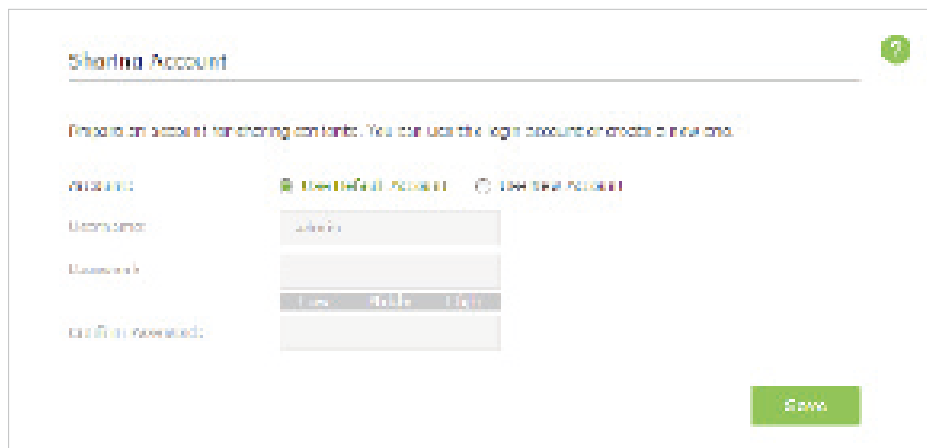 Sharing Account
?
Prepare an account for sharing contents. You can use the login account or create a new one.
Account: Use Default Account Use New Account
Username: admin
Password:
Low Middle High
Confirm Password:
Save